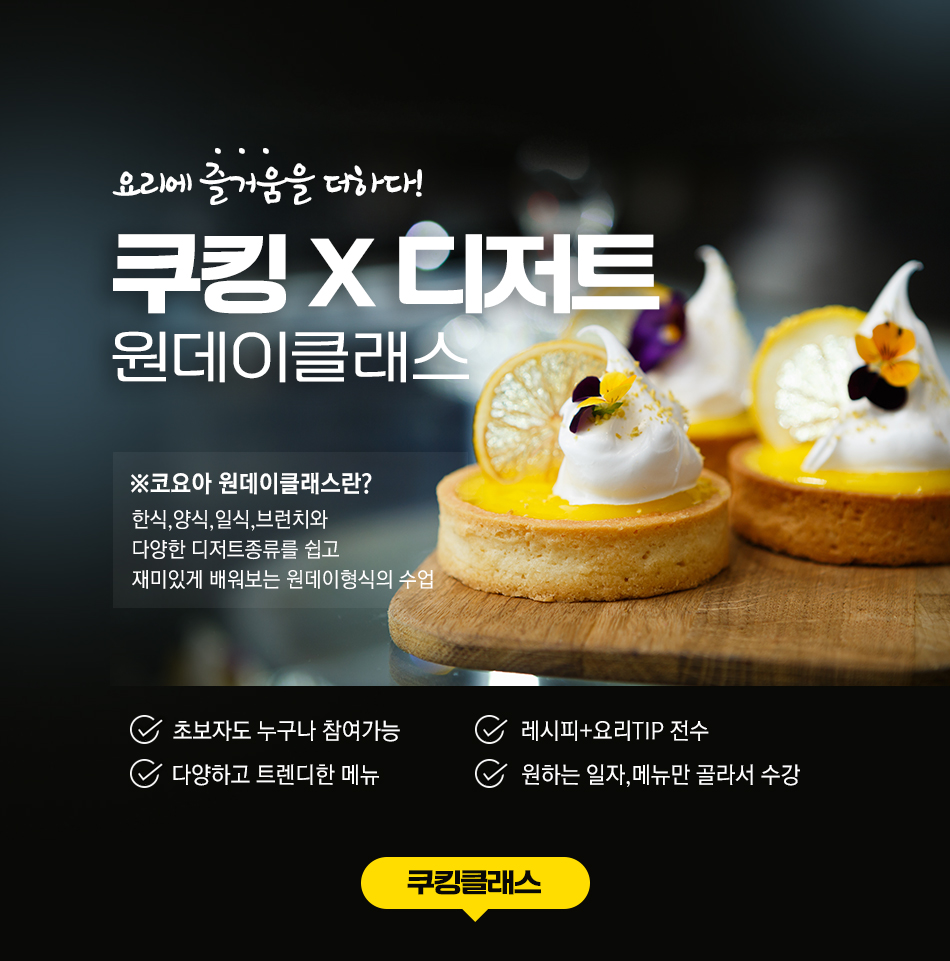 요리에 즐거움을 더하다!
쿠킹 X 디저트
원데이클래스
※코요아 원데이클래스란?
한식,양식,일식,브런치와
다양한 디저트종류를 쉽고
재미있게 배워보는 원데이형식의 수업
초보자도 누구나 참여가능
레시피+요리TIP 전수
다양하고 트렌디한 메뉴
원하는 일자,메뉴만 골라서 수강
쿠킹클래스